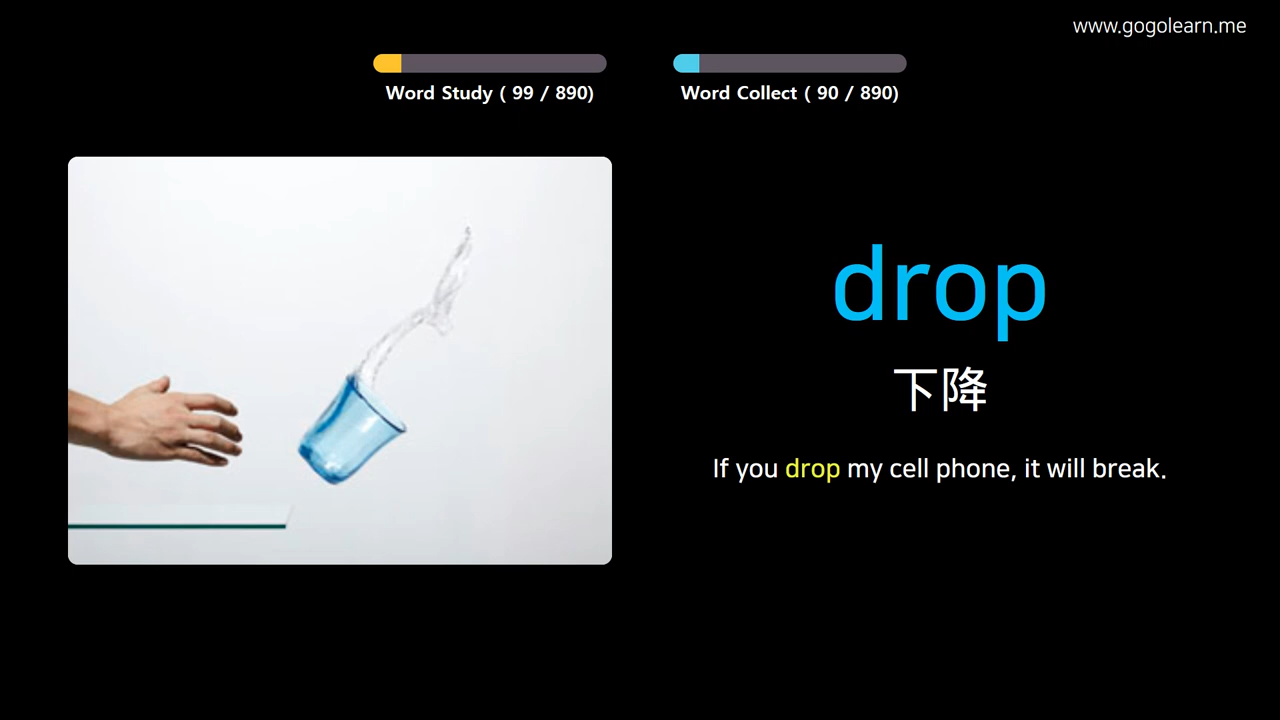 www.gogolearn.me
Word Study ( 99 / 890)
Word Collect ( 90 / 890)
drop
下降
If you drop my cell phone, it will break.